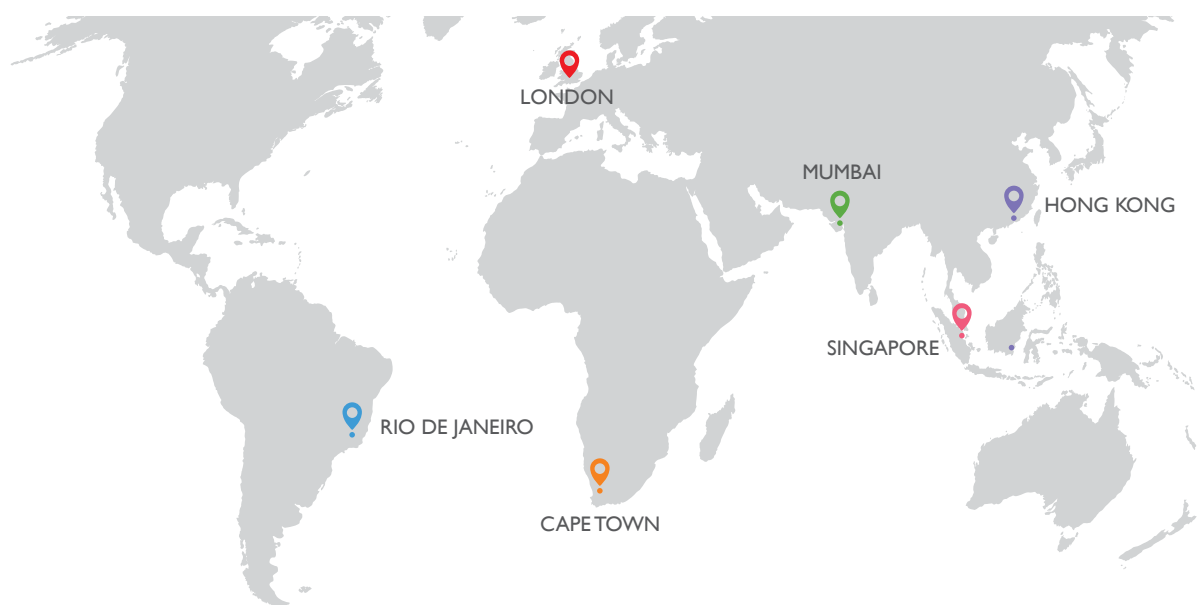 LONDON
MUMBAI
HONG KONG
SINGAPORE
RIO DE JANEIRO
CAPE TOWN